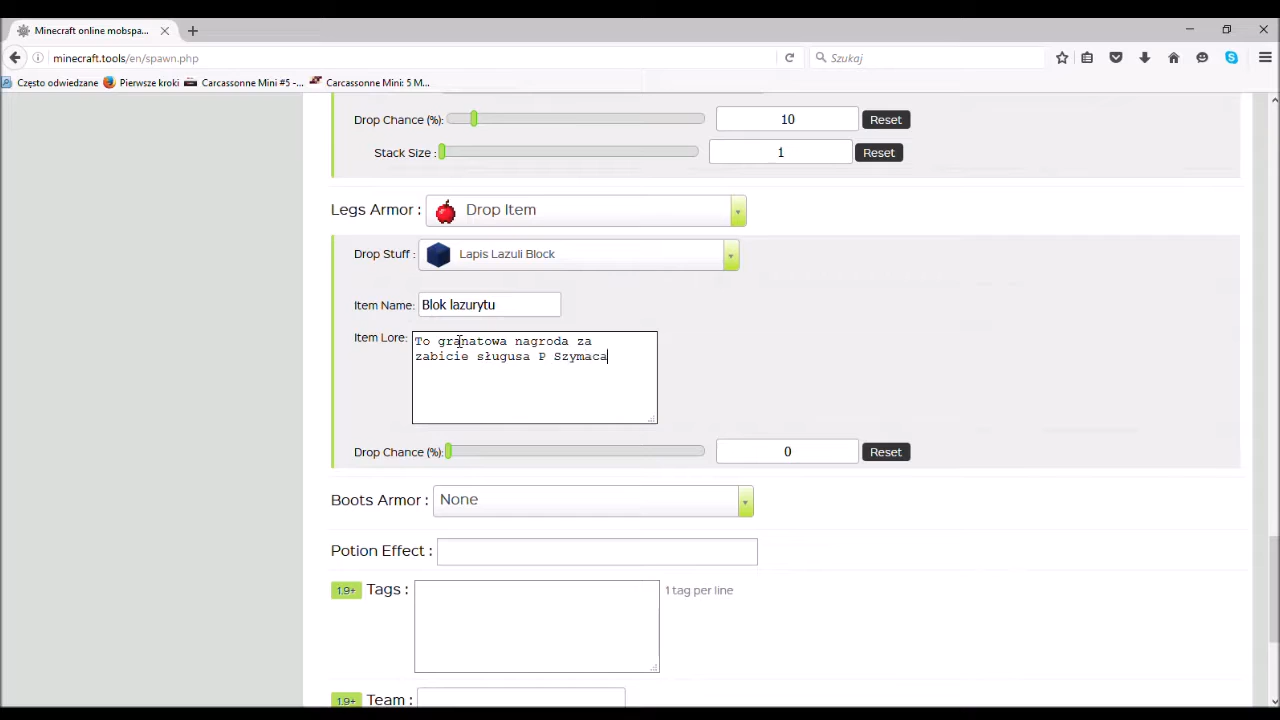 Minecraft online mobspa...
minecraft.tools/en/spawn.php
Szukaj
Często odwiedzane
Pierwsze kroki
Carcassonne Mini #5 -...
Carcassonne Mini: 5 M...
Drop Chance (%):
10
Reset
Stack Size :
1
Reset
Legs Armor :
Drop Item
Drop Stuff :
Lapis Lazuli Block
Item Name:
Blok lazurytu
Item Lore:
To granatowa nagroda za
zabicie sługusa P Szymaca
Drop Chance (%):
0
Reset
Boots Armor :
None
Potion Effect :
1.9+
Tags :
1 tag per line
1.9+
Team :